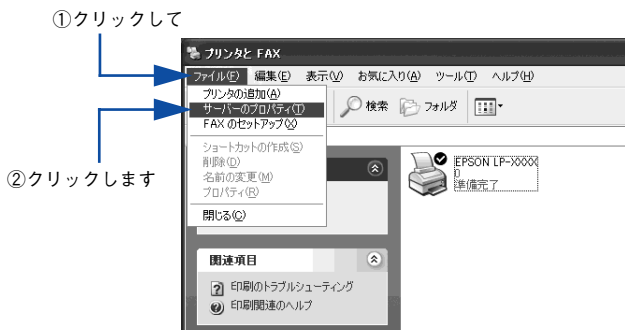 ①クリックして
プリンタと FAX
ファイル(F) 編集(E) 表示(V) お気に入り(A) ツール(T) ヘルプ(H)
プリンタの追加(A)
サーバーのプロパティ(T)
FAX のセットアップ(X)
検索 フォルダ
ショートカットの作成(S)
削除(D)
名前の変更(M)
プロパティ(R)
閉じる(C)
②クリックします
EPSON LP-XXXX
0
準備完了
関連項目
印刷のトラブルシューティング
印刷関連のヘルプ